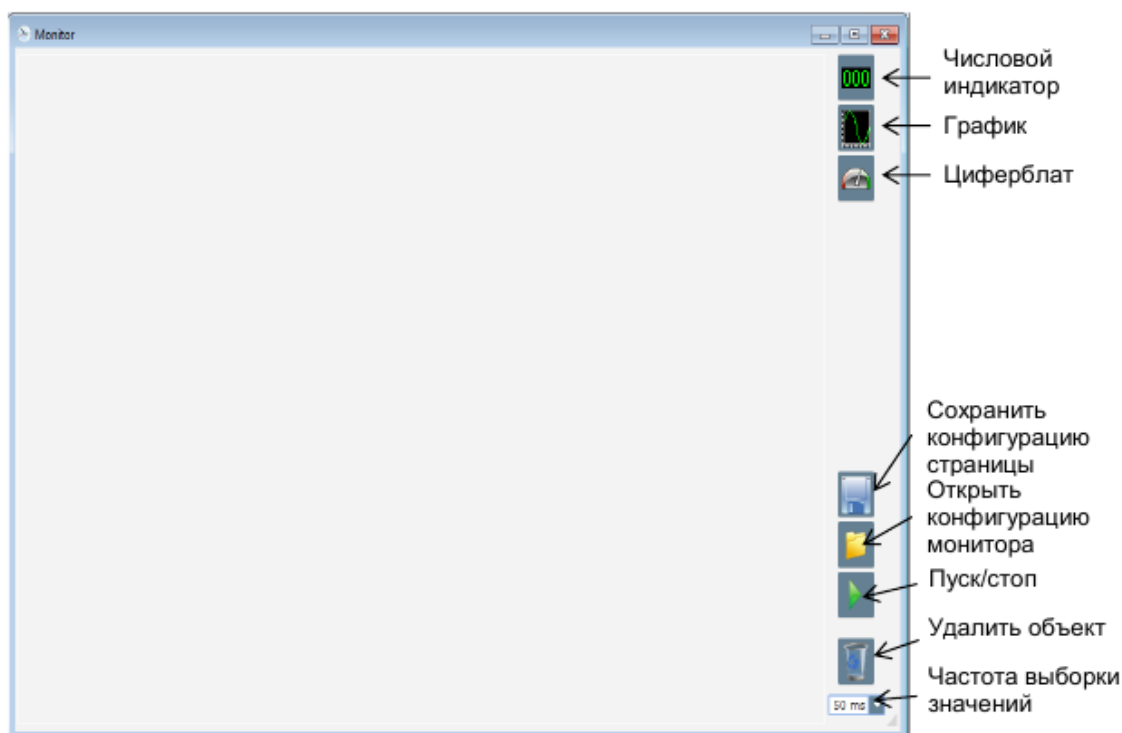 Monitor
000
Числовой
индикатор
График
Циферблат
Сохранить
конфигурацию
страницы
Открыть
конфигурацию
монитора
Пуск/стоп
Удалить объект
Частота выборки
значений
50 ms